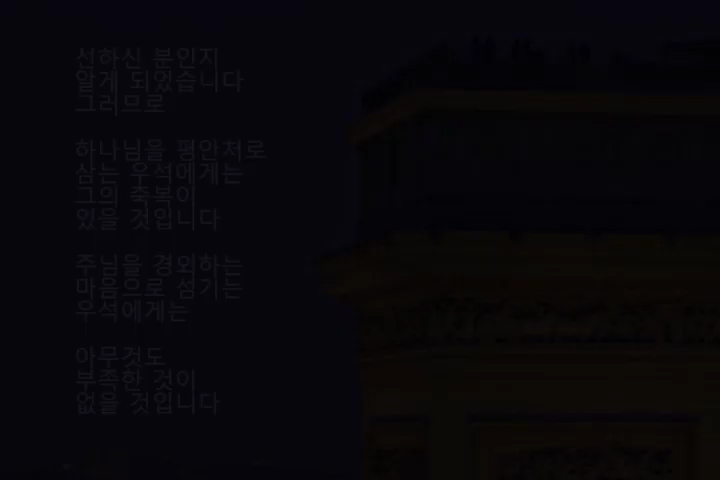 선하신 분인지
알게 되었습니다
그러므로
하나님을 평안처로
삼는 우석에게는
그의 축복이
있을 것입니다
주님을 경외하는
마음으로 섬기는
우석에게는
아무것도
부족한 것이
없을 것입니다